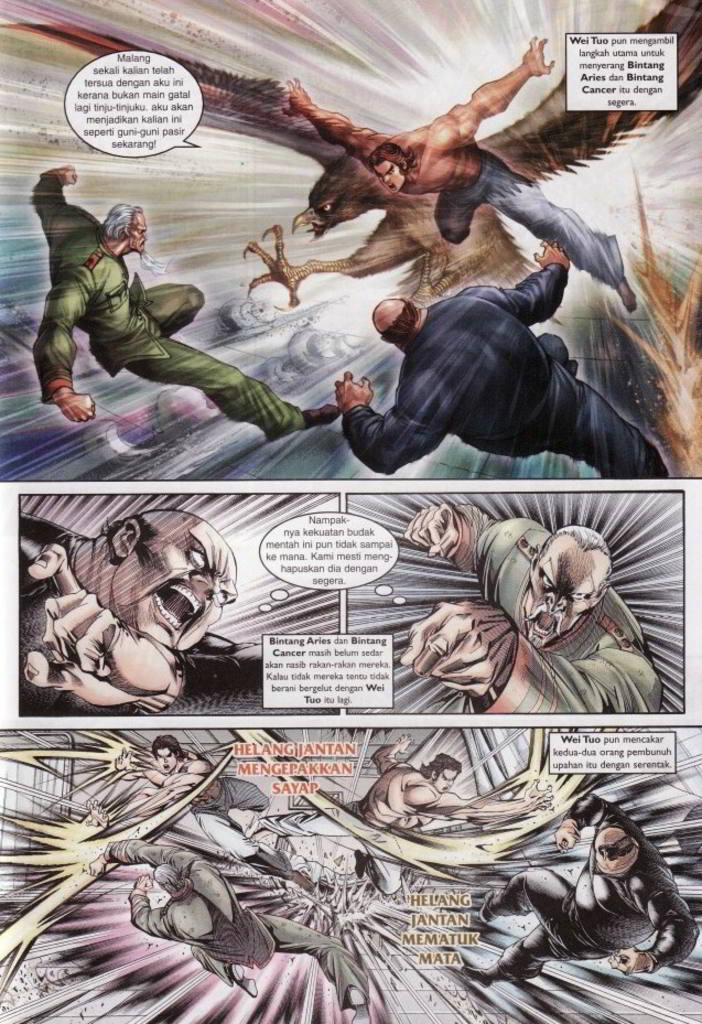 Malang
sekali kalian telah
tersua dengan aku ini
kerana bukan main gatal
lagi tinju-tinjuku. aku akan
menjadikan kalian ini
seperti guni-guni pasir
sekarang!
Wei Tuo pun mengambil
langkah utama untuk
menyerang Bintang
Aries dan Bintang
Cancer itu dengan
segera.
Nampak-
nya kekuatan budak
mentah ini pun tidak sampai
ke mana. Kami mesti meng-
hapuskan dia dengan
segera.
Bintang Aries dan Bintang
Cancer masih belum sedar
akan nasib rakan-rakan mereka.
Kalau tidak mereka tentu tidak
berani bergelut dengan Wei
Tuo itu lagi.
HELANG JANTAN
MENGEPAKKAN
SAYAP
Wei Tuo pun mencakar
kedua-dua orang pembunuh
upahan itu dengan serentak.
HELANG
JANTAN
MEMATUK
MATA